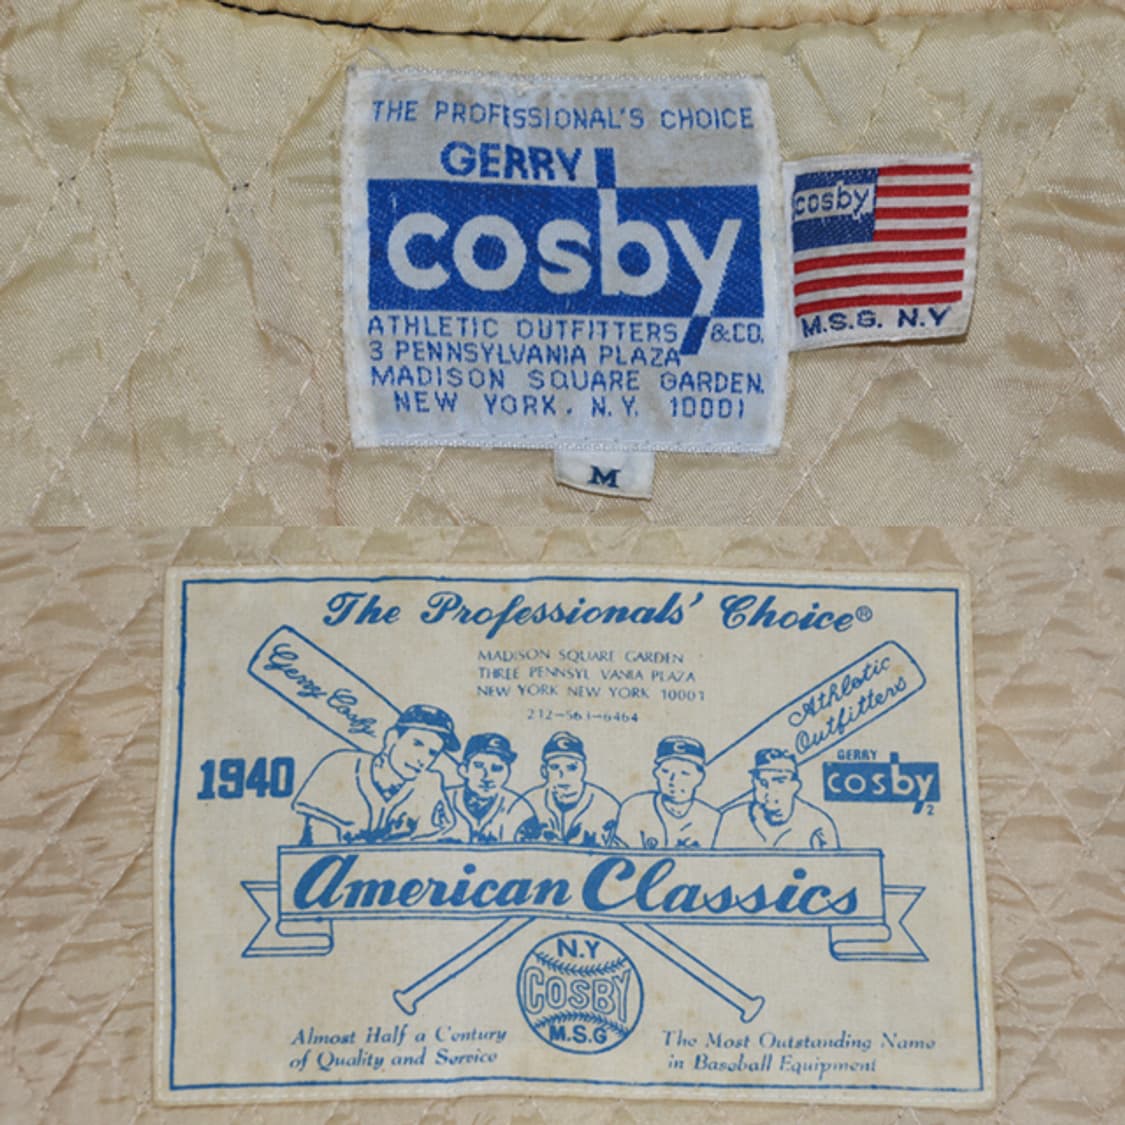 THE PROFESSIONAL'S CHOICE
GERRY
cosby
ATHLETIC OUTFITTERS & CO.
3 PENNSYLVANIA PLAZA
MADISON SQUARE GARDEN.
NEW YORK. N.Y. 10001
cosby
M.S.G. N.Y
M
The Professionals' Choice®
MADISON SQUARE GARDEN
THREE PENNSYL VANIA PLAZA
NEW YORK NEW YORK 10001
212-563-6464
Gerry Cosby
Athletic
Outfitters
1940
GERRY
cosby
2
C
C
C
American Classics
N.Y
COSBY
M.S.G
Almost Half a Century
of Quality and Service
The Most Outstanding Name
in Baseball Equipment